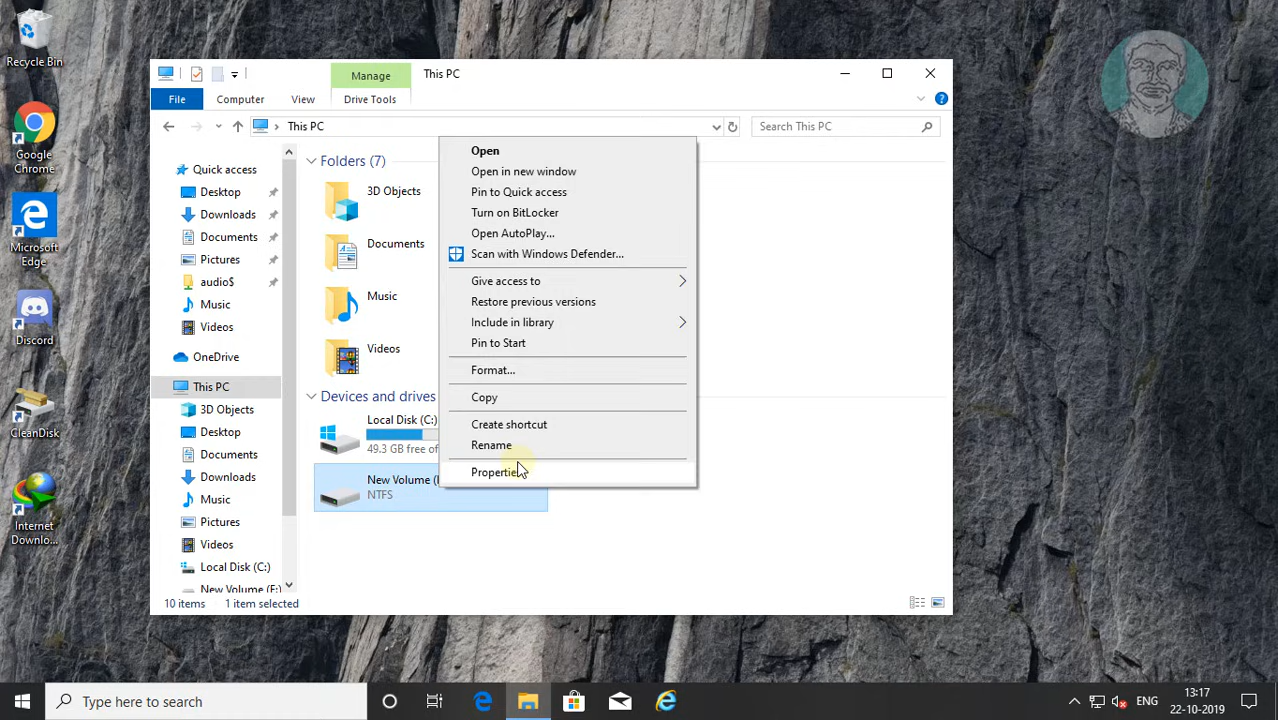 Recycle Bin
Google
Chrome
Microsoft
Edge
Discord
CleanDisk
Internet
Downlo...
Manage
This PC
File
Computer
View
Drive Tools
This PC
Search This PC
Quick access
Desktop
Downloads
Documents
Pictures
audio$
Music
Videos
OneDrive
This PC
3D Objects
Desktop
Documents
Downloads
Music
Pictures
Videos
Local Disk (C:)
New Volume (E:)
Folders (7)
3D Objects
Documents
Music
Videos
Devices and drives
Local Disk (C:)
49.3 GB free of
New Volume (
NTFS
Open
Open in new window
Pin to Quick access
Turn on BitLocker
Open AutoPlay...
Scan with Windows Defender...
Give access to
Restore previous versions
Include in library
Pin to Start
Format...
Copy
Create shortcut
Rename
Properties
10 items
1 item selected
Type here to search
ENG
13:17
22-10-2019